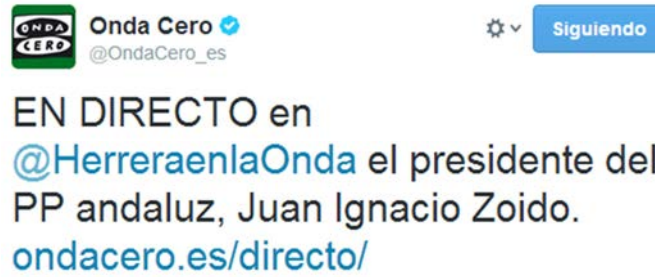 ONDA
CERO
Onda Cero
@OndaCero_es
Siguiendo
EN DIRECTO en
@HerreraenlaOnda el presidente del
PP andaluz, Juan Ignacio Zoido.
ondacero.es/directo/